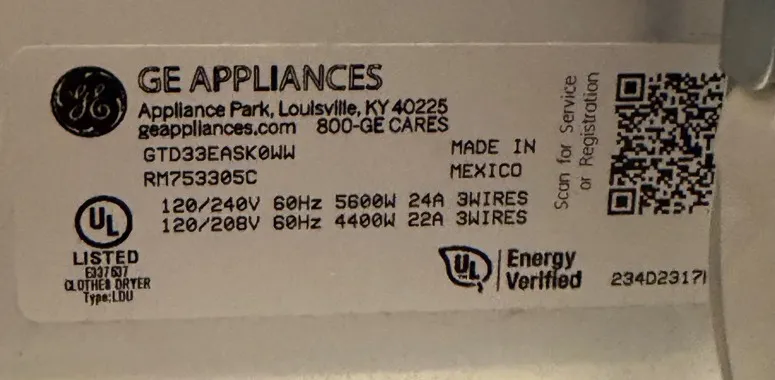 GE
GE APPLIANCES
Appliance Park, Louisville, KY 40225
geappliances.com 800-GE CARES
GTD33EASK0WW MADE IN
RM753305C MEXICO
120/240V 60Hz 5600W 24A 3WIRES
120/208V 60Hz 4400W 22A 3WIRES
UL
LISTED
E337637
CLOTHES DRYER
Type:LDU
UL Energy
Verified
Scan for Service
or Registration
234D2317